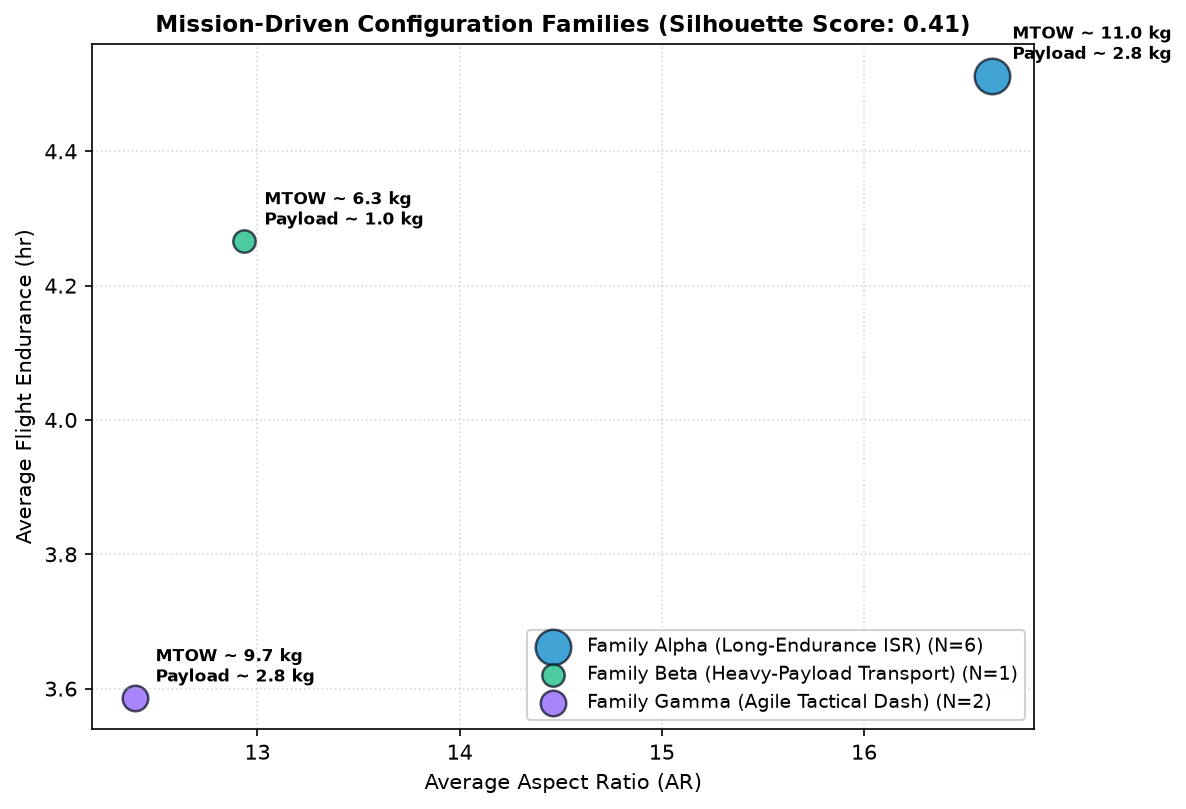 Mission-Driven Configuration Families (Silhouette Score: 0.41)
MTOW ~ 11.0 kg
Payload ~ 2.8 kg
4.4
MTOW ~ 6.3 kg
Payload ~ 1.0 kg
4.2
Average Flight Endurance (hr)
4.0
3.8
MTOW ~ 9.7 kg
Payload ~ 2.8 kg
3.6
Family Alpha (Long-Endurance ISR) (N=6)
Family Beta (Heavy-Payload Transport) (N=1)
Family Gamma (Agile Tactical Dash) (N=2)
13 14 15 16
Average Aspect Ratio (AR)